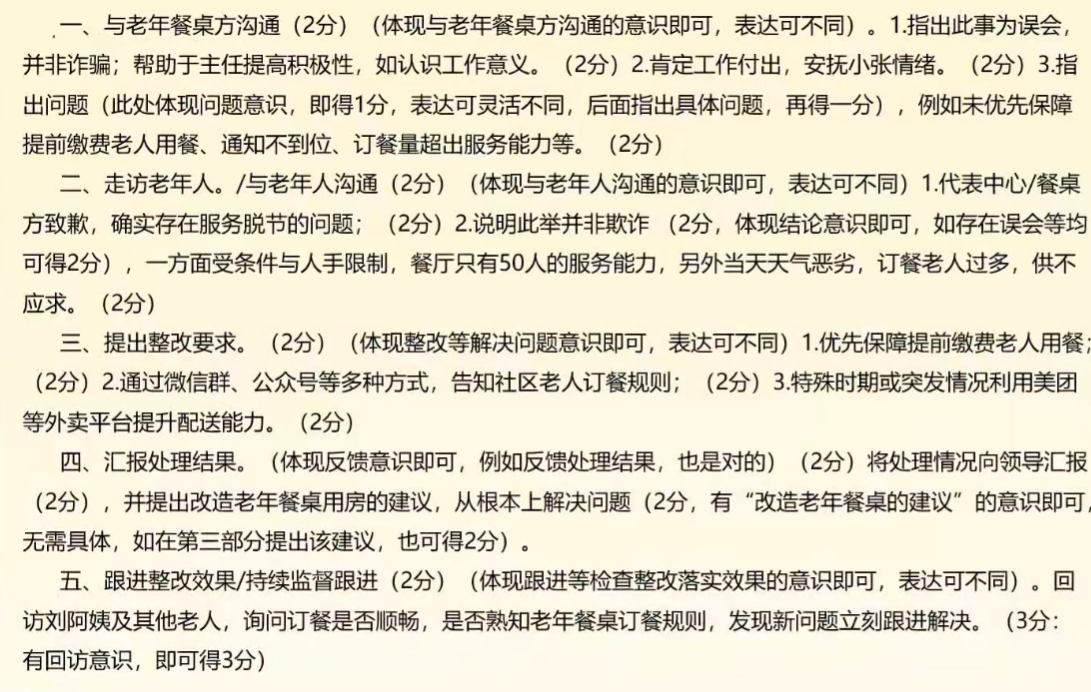 一、与老年餐桌方沟通（2分）（体现与老年餐桌方沟通的意识即可，表达可不同）。1.指出此事为误会，
并非诈骗；帮助于主任提高积极性，如认识工作意义。（2分）2.肯定工作付出，安抚小张情绪。（2分）3.指
出问题（此处体现问题意识，即得1分，表达可灵活不同，后面指出具体问题，再得一分），例如未优先保障
提前缴费老人用餐、通知不到位、订餐量超出服务能力等。（2分）
二、走访老年人。/与老年人沟通（2分）（体现与老年人沟通的意识即可，表达可不同）1.代表中心/餐桌
方致歉，确实存在服务脱节的问题；（2分）2.说明此举并非欺诈 （2分，体现结论意识即可，如存在误会等均
可得2分），一方面受条件与人手限制，餐厅只有50人的服务能力，另外当天天气恶劣，订餐老人过多，供不
应求。（2分）
三、提出整改要求。（2分）（体现整改等解决问题意识即可，表达可不同）1.优先保障提前缴费老人用餐；
（2分）2.通过微信群、公众号等多种方式，告知社区老人订餐规则；（2分）3.特殊时期或突发情况利用美团
等外卖平台提升配送能力。（2分）
四、汇报处理结果。（体现反馈意识即可，例如反馈处理结果，也是对的）（2分）将处理情况向领导汇报
（2分），并提出改造老年餐桌用房的建议，从根本上解决问题（2分，有“改造老年餐桌的建议”的意识即可，
无需具体，如在第三部分提出该建议，也可得2分）。
五、跟进整改效果/持续监督跟进（2分）（体现跟进等检查整改落实效果的意识即可，表达可不同）。回
访刘阿姨及其他老人，询问订餐是否顺畅，是否熟知老年餐桌订餐规则，发现新问题立刻跟进解决。（3分：
有回访意识，即可得3分）